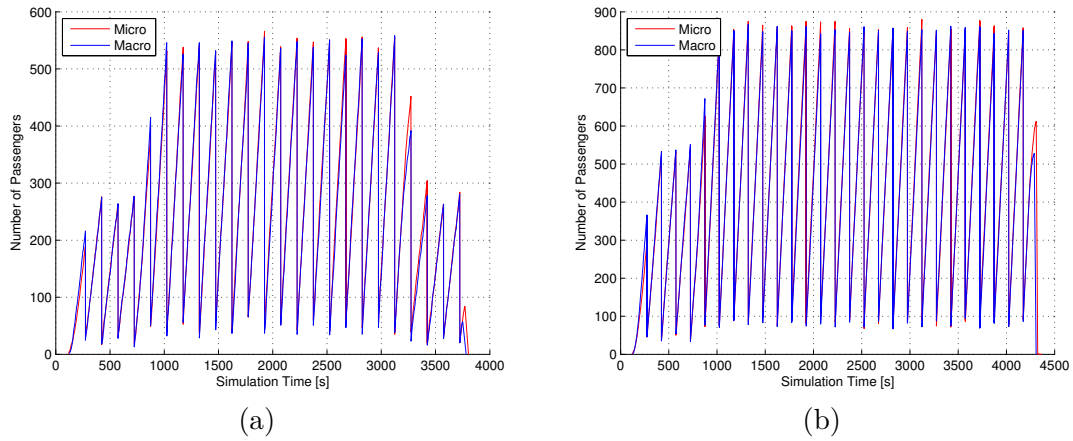 Micro
Macro
Number of Passengers
600
500
400
300
200
100
0
0 500 1000 1500 2000 2500 3000 3500 4000
Simulation Time [s]
(a)
Micro
Macro
Number of Passengers
900
800
700
600
500
400
300
200
100
0
0 500 1000 1500 2000 2500 3000 3500 4000 4500
Simulation Time [s]
(b)